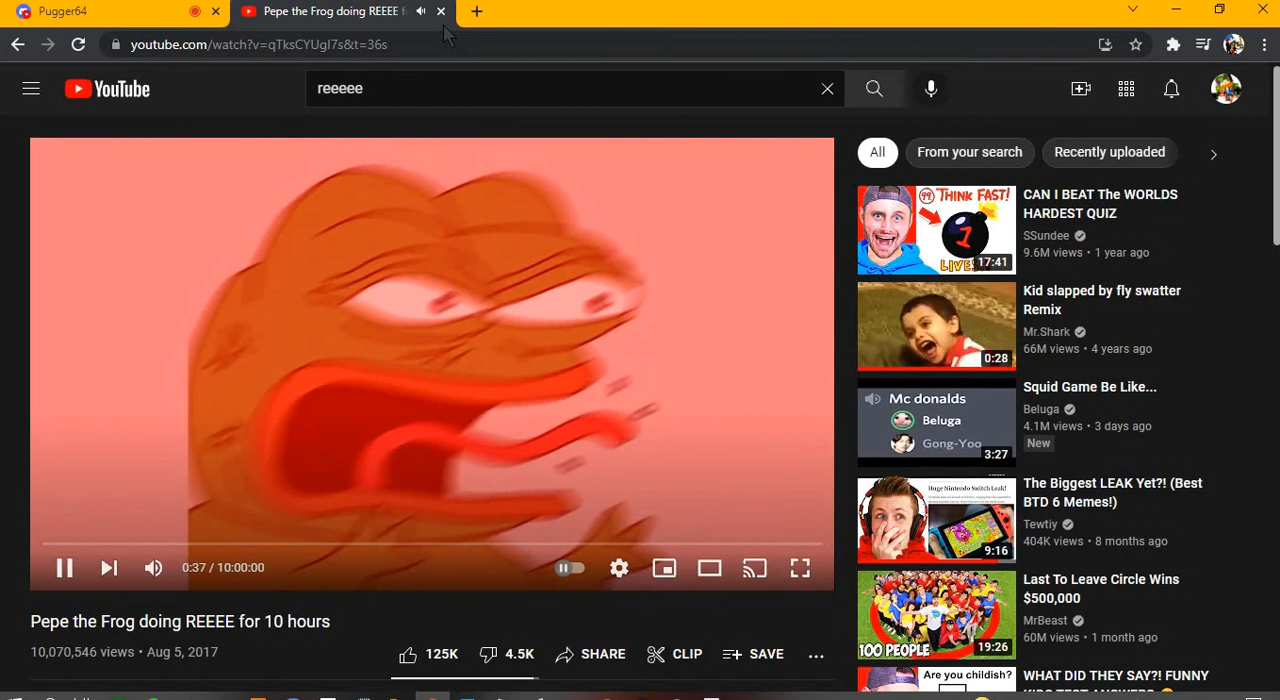 Pugger64
Pepe the Frog doing REEEE f
youtube.com/watch?v=qTksCYUgI7s&t=36s
YouTube
reeeee
All
From your search
Recently uploaded
99 THINK FAST!
1
LIVES
17:41
CAN I BEAT The WORLDS
HARDEST QUIZ
SSundee
9.6M views • 1 year ago
0:28
Kid slapped by fly swatter
Remix
Mr.Shark
66M views • 4 years ago
Mc donalds
Beluga
Gong-Yoo
3:27
Squid Game Be Like...
Beluga
4.1M views • 3 days ago
New
Huge Nintendo Switch Leak!
9:16
The Biggest LEAK Yet?! (Best
BTD 6 Memes!)
Tewtiy
404K views • 8 months ago
100 PEOPLE
19:26
Last To Leave Circle Wins
$500,000
MrBeast
60M views • 1 month ago
Are you childish?
WHAT DID THEY SAY?! FUNNY
0:37 / 10:00:00
Pepe the Frog doing REEEE for 10 hours
10,070,546 views • Aug 5, 2017
125K
4.5K
SHARE
CLIP
SAVE